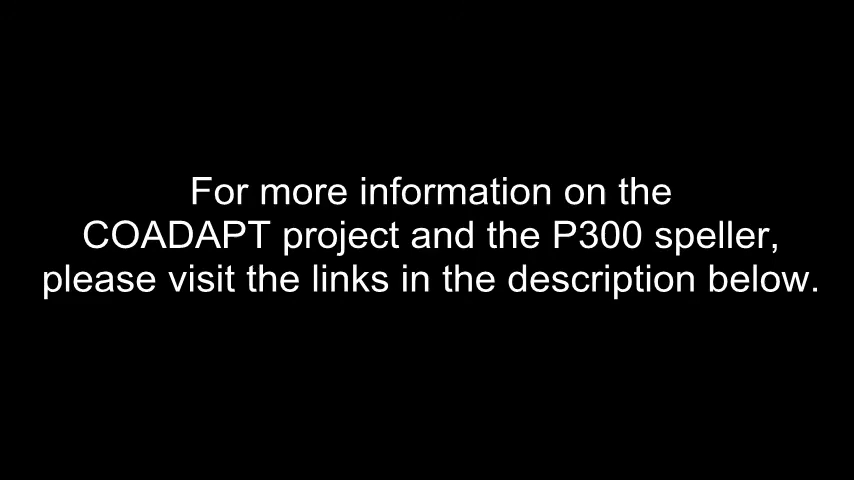 For more information on the
COADAPT project and the P300 speller,
please visit the links in the description below.